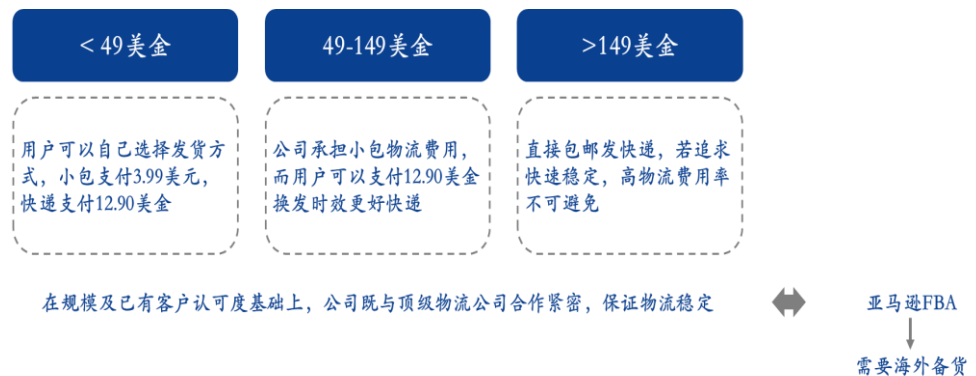 < 49美金
49-149美金
>149美金
用户可以自己选择发货方
式，小包支付3.99美元，
快递支付12.90美金
公司承担小包物流费用，
而用户可以支付12.90美金
换发时效更好快递
直接包邮发快递，若追求
快速稳定，高物流费用率
不可避免
在规模及已有客户认可度基础上，公司既与顶级物流公司合作紧密，保证物流稳定
亚马逊FBA
需要海外备货